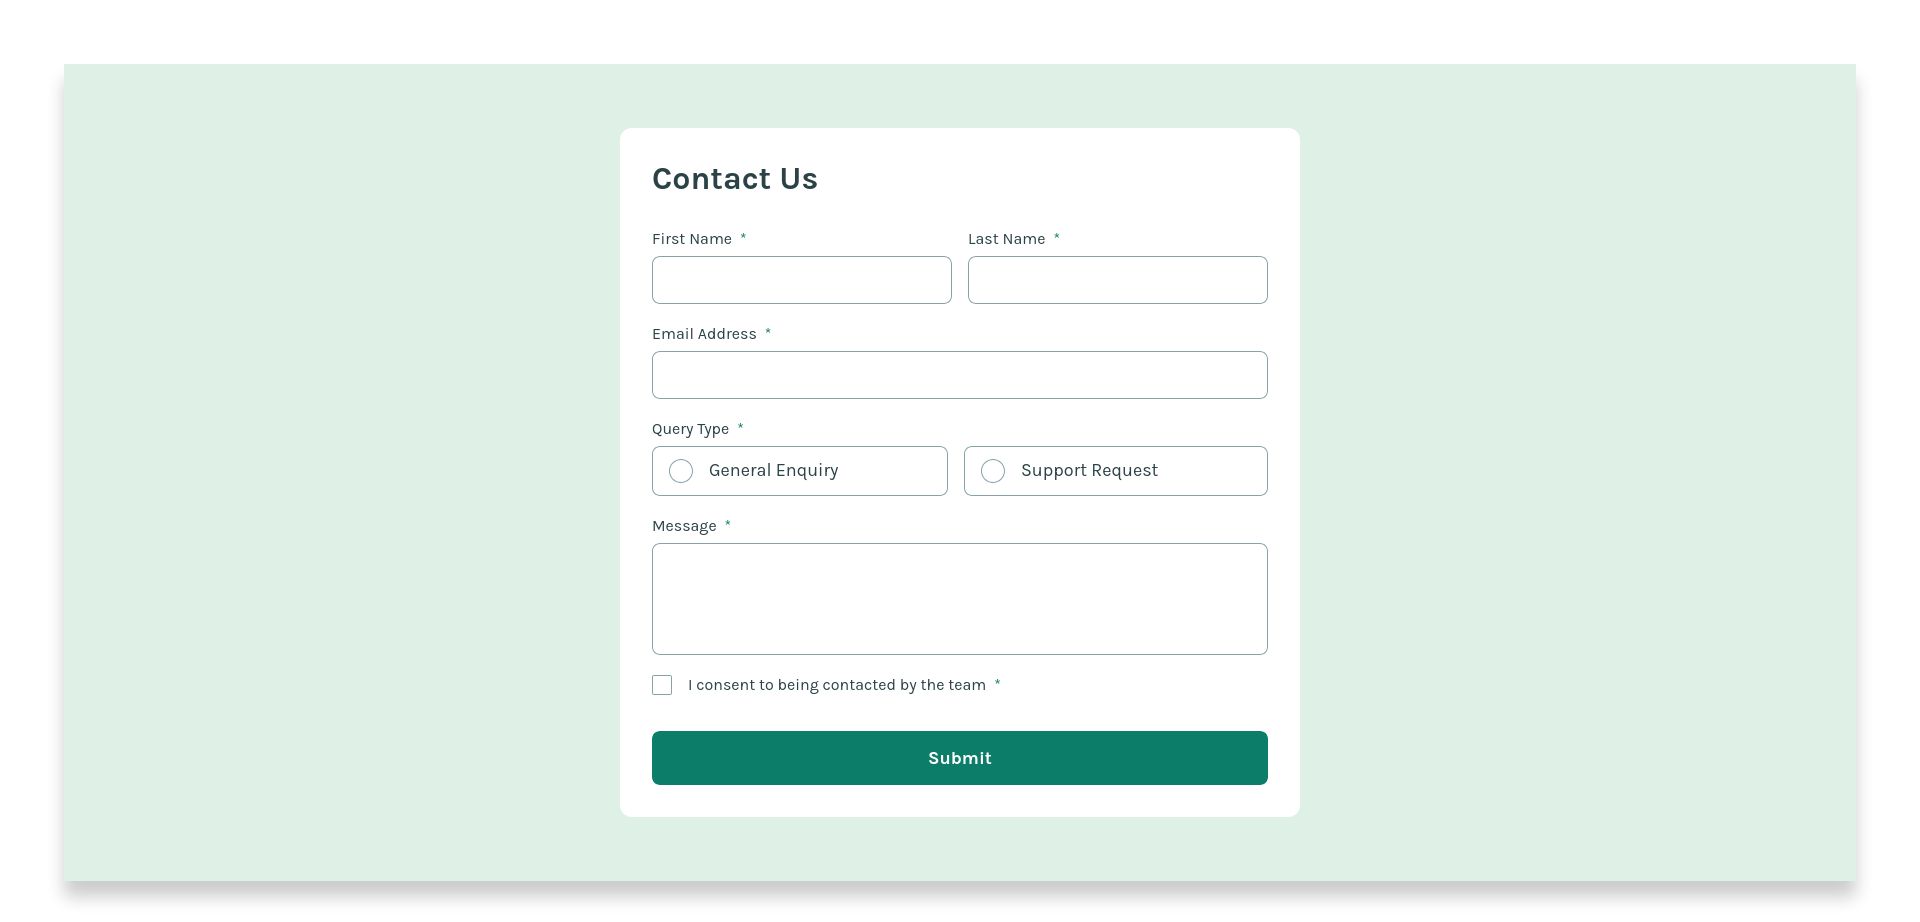 Contact Us
First Name *
Last Name *
Email Address *
Query Type *
General Enquiry
Support Request
Message *
I consent to being contacted by the team *
Submit